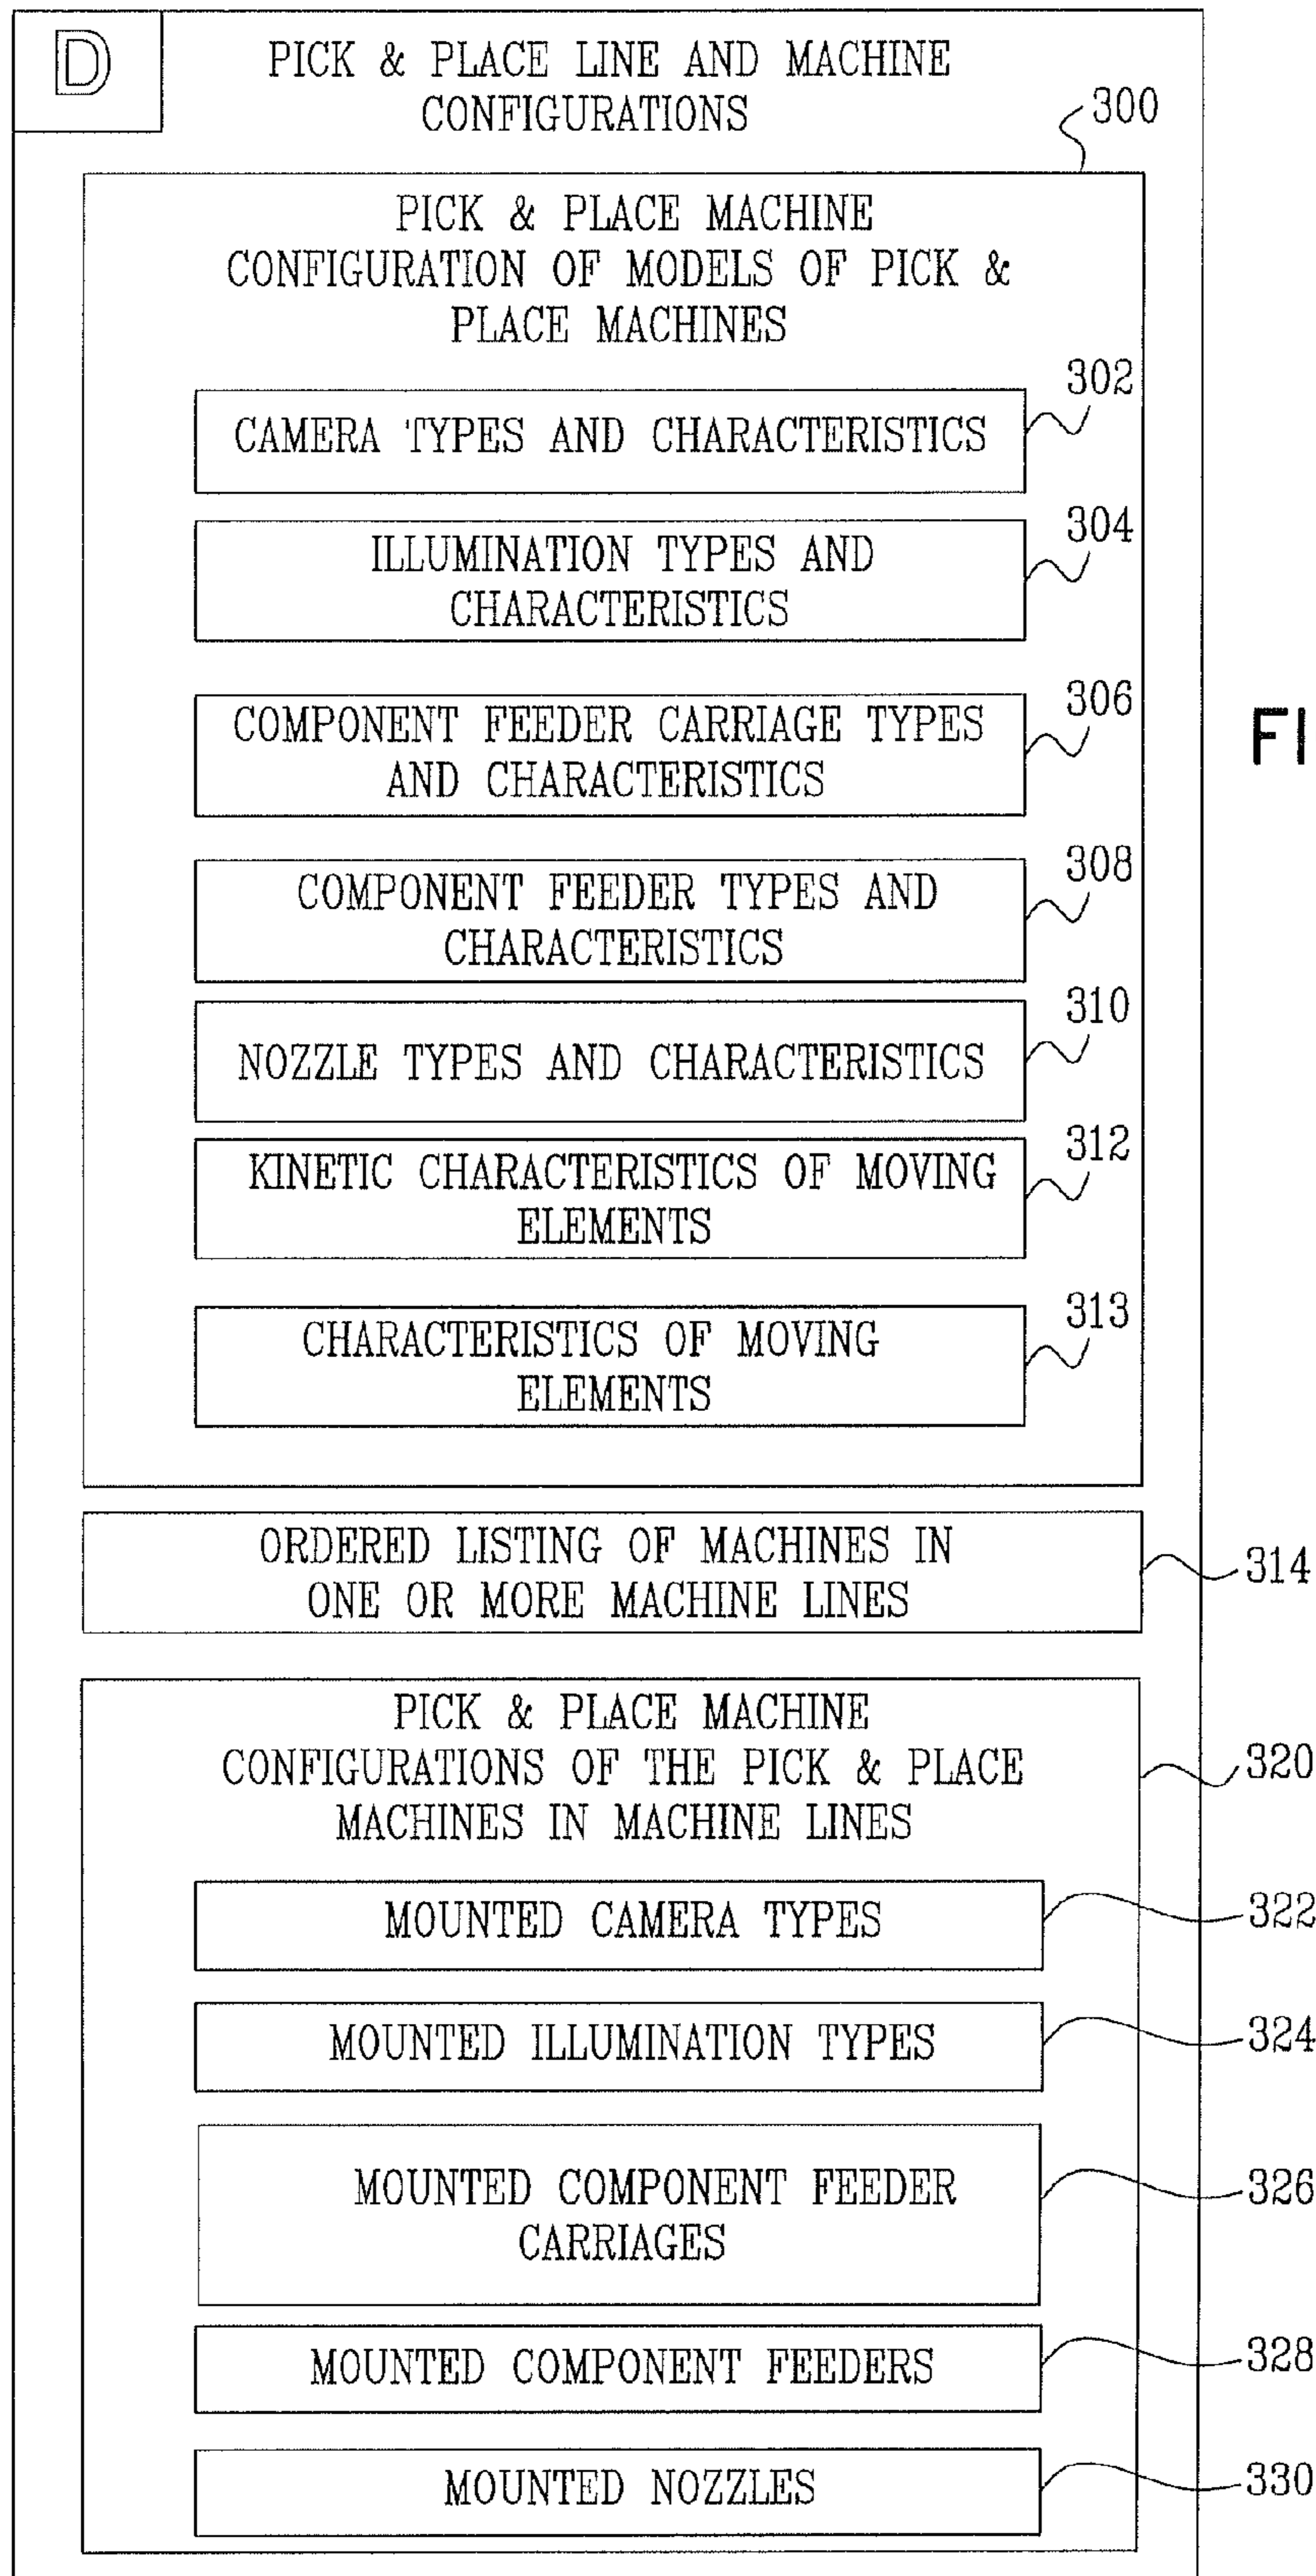 D
PICK & PLACE LINE AND MACHINE
CONFIGURATIONS
300
PICK & PLACE MACHINE
CONFIGURATION OF MODELS OF PICK &
PLACE MACHINES
302
CAMERA TYPES AND CHARACTERISTICS
304
ILLUMINATION TYPES AND
CHARACTERISTICS
306
COMPONENT FEEDER CARRIAGE TYPES
AND CHARACTERISTICS
FI
308
COMPONENT FEEDER TYPES AND
CHARACTERISTICS
310
NOZZLE TYPES AND CHARACTERISTICS
312
KINETIC CHARACTERISTICS OF MOVING
ELEMENTS
313
CHARACTERISTICS OF MOVING
ELEMENTS
ORDERED LISTING OF MACHINES IN
ONE OR MORE MACHINE LINES
314
PICK & PLACE MACHINE
CONFIGURATIONS OF THE PICK & PLACE
MACHINES IN MACHINE LINES
320
MOUNTED CAMERA TYPES
322
MOUNTED ILLUMINATION TYPES
324
MOUNTED COMPONENT FEEDER
CARRIAGES
326
MOUNTED COMPONENT FEEDERS
328
MOUNTED NOZZLES
330